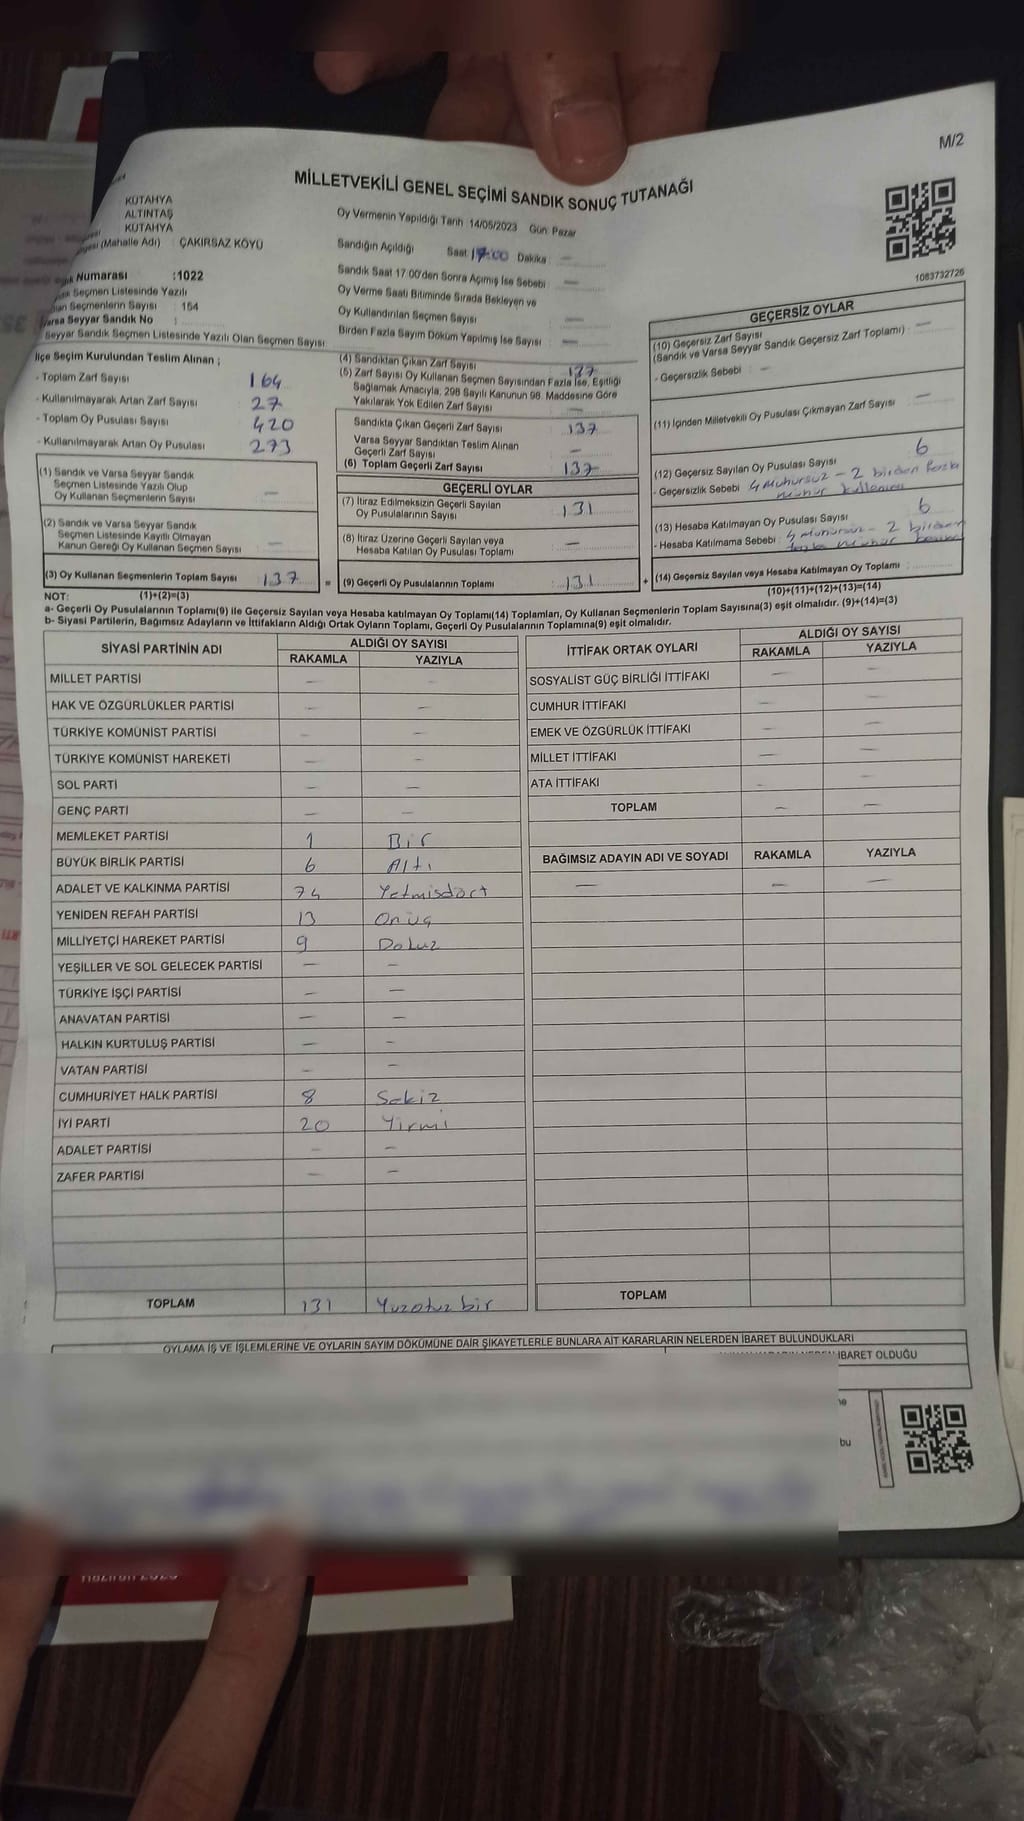 M/2
MİLLETVEKİLİ GENEL SEÇİMİ SANDIK SONUÇ TUTANAĞI
KÜTAHYA
ALTINTAŞ
KÜTAHYA
(Mahalle Adı) : ÇAKIRSAZ KÖYÜ
Numarası :1022
Seçmen Listesinde Yazılı
Seçmenlerin Sayısı : 154
Varsa Seyyar Sandık No :
Seyyar Sandık Seçmen Listesinde Yazılı Olan Seçmen Sayısı
Oy Vermenin Yapıldığı Tarih 14/05/2023 Gün: Pazar
Sandığın Açıldığı Saat 17:00 Dakika : —
Sandık Saat 17:00'den Sonra Açımış İse Sebebi : —
Oy Verme Saati Bitiminde Sırada Bekleyen ve
Oy Kullandırılan Seçmen Sayısı : —
Birden Fazla Sayım Döküm Yapılmış İse Sayısı : —
1083732726
İlçe Seçim Kurulundan Teslim Alınan ;
- Toplam Zarf Sayısı 164
- Kullanılmayarak Artan Zarf Sayısı 27
- Toplam Oy Pusulası Sayısı 420
- Kullanılmayarak Artan Oy Pusulası 273
(1) Sandık ve Varsa Seyyar Sandık
Seçmen Listesinde Yazılı Olup
Oy Kullanan Seçmenlerin Sayısı : —
(2) Sandık ve Varsa Seyyar Sandık
Seçmen Listesinde Kayıtlı Olmayan
Kanun Gereği Oy Kullanan Seçmen Sayısı : —
(3) Oy Kullanan Seçmenlerin Toplam Sayısı : 137 =
(4) Sandıktan Çıkan Zarf Sayısı 137
(5) Zarf Sayısı Oy Kullanan Seçmen Sayısından Fazla İse, Eşitliği
Sağlamak Amacıyla, 298 Sayılı Kanunun 98. Maddesine Göre
Yakılarak Yok Edilen Zarf Sayısı : —
Sandıkta Çıkan Geçerli Zarf Sayısı : 137
Varsa Seyyar Sandıktan Teslim Alınan
Geçerli Zarf Sayısı : —
(6) Toplam Geçerli Zarf Sayısı : 137
GEÇERLİ OYLAR
(7) İtiraz Edilmeksizin Geçerli Sayılan
Oy Pusulalarının Sayısı : 131
(8) İtiraz Üzerine Geçerli Sayılan veya
Hesaba Katılan Oy Pusulası Toplamı : —
(9) Geçerli Oy Pusulalarının Toplamı : 131 +
GEÇERSİZ OYLAR
(10) Geçersiz Zarf Sayısı
(Sandık ve Varsa Seyyar Sandık Geçersiz Zarf Toplamı) : —
- Geçersizlik Sebebi : —
(11) İçinden Milletvekili Oy Pusulası Çıkmayan Zarf Sayısı : —
(12) Geçersiz Sayılan Oy Pusulası Sayısı : 6
- Geçersizlik Sebebi 4 Mühürsüz - 2 birden fazla
mühür kullanımı
(13) Hesaba Katılmayan Oy Pusulası Sayısı : 6
- Hesaba Katılmama Sebebi : 4 Mühürsüz - 2 birden
fazla mühür
(14) Geçersiz Sayılan veya Hesaba Katılmayan Oy Toplamı :
NOT: (1)+(2)=(3)
(10)+(11)+(12)+(13)=(14)
a- Geçerli Oy Pusulalarının Toplamı(9) ile Geçersiz Sayılan veya Hesaba katılmayan Oy Toplamı(14) Toplamları, Oy Kullanan Seçmenlerin Toplam Sayısına(3) eşit olmalıdır. (9)+(14)=(3)
b- Siyasi Partilerin, Bağımsız Adayların ve İttifakların Aldığı Ortak Oyların Toplamı, Geçerli Oy Pusulalarının Toplamına(9) eşit olmalıdır.
SİYASİ PARTİNİN ADI ALDIĞI OY SAYISI
RAKAMLA YAZIYLA
MİLLET PARTİSİ — —
HAK VE ÖZGÜRLÜKLER PARTİSİ — —
TÜRKİYE KOMÜNİST PARTİSİ — —
TÜRKİYE KOMÜNİST HAREKETİ — —
SOL PARTİ — —
GENÇ PARTİ — —
MEMLEKET PARTİSİ 1 Bir
BÜYÜK BİRLİK PARTİSİ 6 Altı
ADALET VE KALKINMA PARTİSİ 74 Yetmisdört
YENİDEN REFAH PARTİSİ 13 Onüç
MİLLİYETÇİ HAREKET PARTİSİ 9 Dokuz
YEŞİLLER VE SOL GELECEK PARTİSİ — —
TÜRKİYE İŞÇİ PARTİSİ — —
ANAVATAN PARTİSİ — —
HALKIN KURTULUŞ PARTİSİ — —
VATAN PARTİSİ — —
CUMHURİYET HALK PARTİSİ 8 Sekiz
İYİ PARTİ 20 Yirmi
ADALET PARTİSİ — —
ZAFER PARTİSİ — —
TOPLAM 131 Yuzotuz bir
İTTİFAK ORTAK OYLARI ALDIĞI OY SAYISI
RAKAMLA YAZIYLA
SOSYALİST GÜÇ BİRLİĞİ İTTİFAKI — —
CUMHUR İTTİFAKI — —
EMEK VE ÖZGÜRLÜK İTTİFAKI — —
MİLLET İTTİFAKI — —
ATA İTTİFAKI — —
TOPLAM — —
BAĞIMSIZ ADAYIN ADI VE SOYADI RAKAMLA YAZIYLA
— — —
TOPLAM
OYLAMA İŞ VE İŞLEMLERİNE VE OYLARIN SAYIM DÖKÜMÜNE DAİR ŞİKAYETLERLE BUNLARA AİT KARARLARIN NELERDEN İBARET BULUNDUKLARI
İBARET OLDUĞU
bu